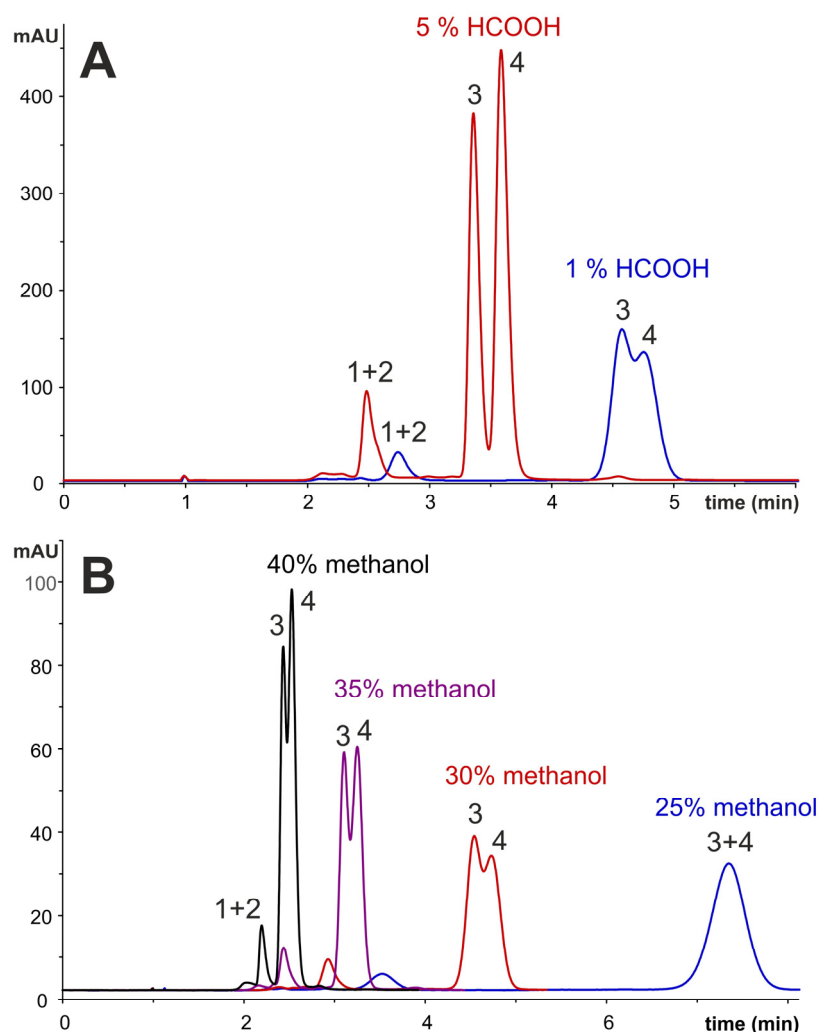 mAU
A
5 % HCOOH
3
4
400
300
1 % HCOOH
3
4
200
1+2
1+2
100
0
0
1
2
3
4
5
time (min)
mAU
B
40% methanol
100
3
4
35% methanol
80
3 4
60
30% methanol
25% methanol
3
3+4
4
40
1+2
20
0
0
2
4
6
time (min)